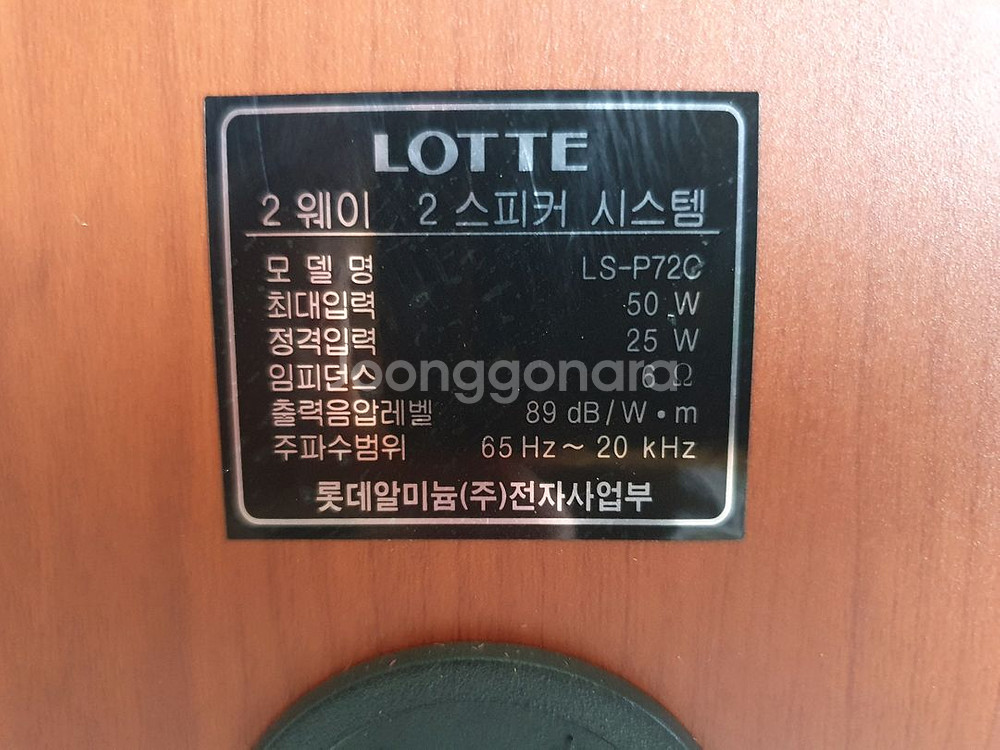 LOTTE
2 웨이 2 스피커 시스템
모 델 명 LS-P72C
최대입력 50 W
정격입력 25 W
임피던스 6 Ω
joonggonara
출력음압레벨 89 dB/W•m
주파수범위 65 Hz ~ 20 kHz
롯데알미늄(주)전자사업부